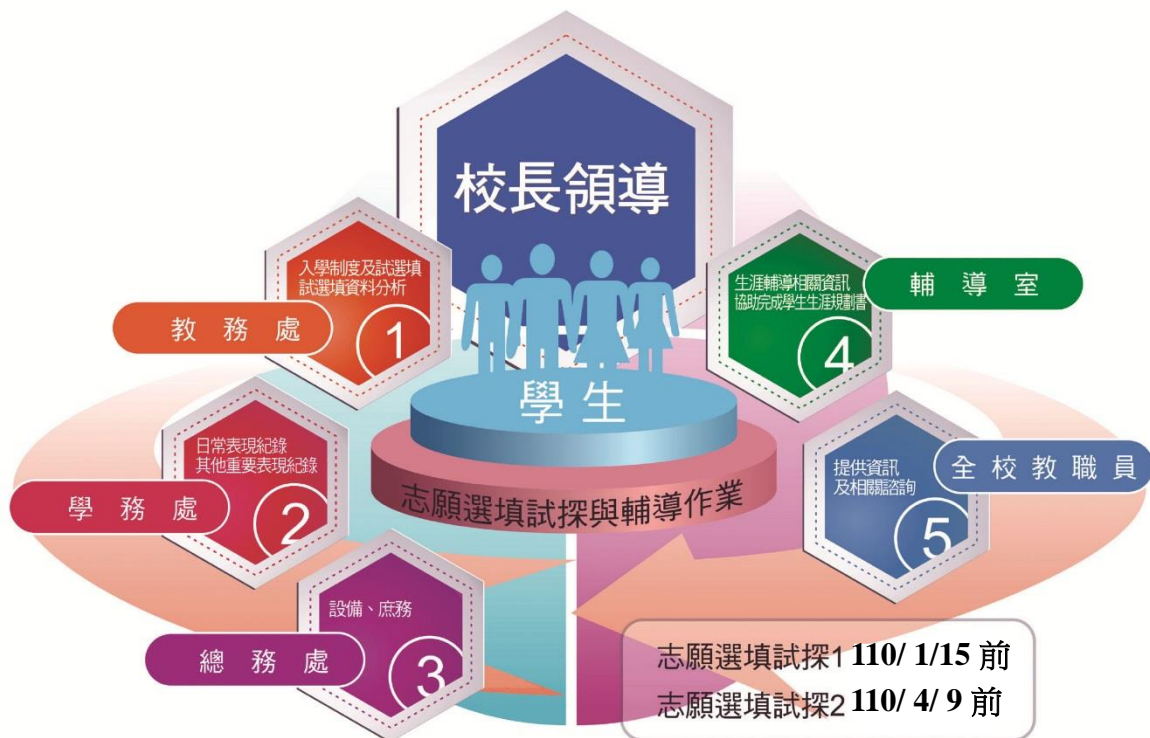 校長領導
入學制度及試選填
試選填資料分析
教務處
1
日常表現紀錄
其他重要表現紀錄
學務處
2
設備、庶務
總務處
3
生涯輔導相關資訊
協助完成學生生涯規劃書
輔導室
4
提供資訊
及相關諮詢
全校教職員
5
學生
志願選填試探與輔導作業
志願選填試探1 110/ 1/15 前
志願選填試探2 110/ 4/ 9 前